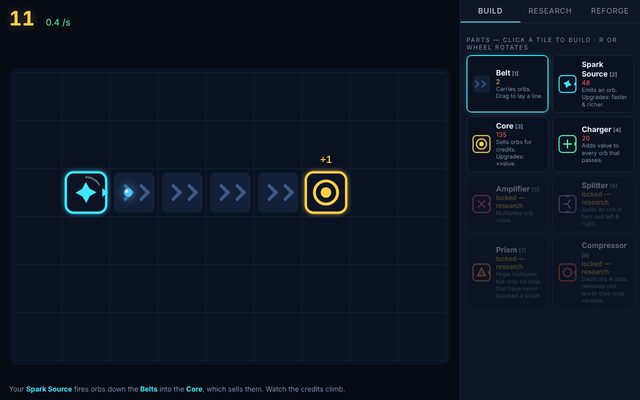 11
0.4 /s
BUILD RESEARCH REFORGE
PARTS — CLICK A TILE TO BUILD · R OR
WHEEL ROTATES
Belt [1]
2
Carries orbs.
Drag to lay a line.
Spark
Source [2]
48
Emits an orb.
Upgrades: faster
& richer.
Core [3]
135
Sells orbs for
credits.
Upgrades:
×value.
Charger [4]
20
Adds value to
every orb that
passes.
Amplifier [5]
locked —
research
Multiplies orb
value.
Splitter [6]
locked —
research
Splits an orb in
two: out left &
right.
Prism [7]
locked —
research
Huge multiplier,
but only on orbs
that have never
touched a prism.
Compressor
[8]
locked —
research
Swallows 4 orbs,
releases one
worth their total
+bonus.
+1
Your Spark Source fires orbs down the Belts into the Core, which sells them. Watch the credits climb.